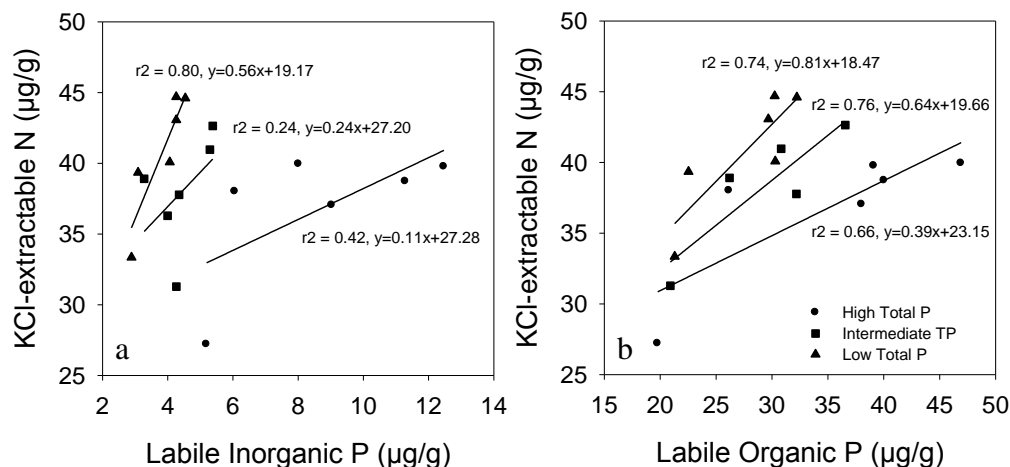 KCl-extractable N (µg/g)
50
45
40
35
30
25
r2 = 0.80, y=0.56x+19.17
r2 = 0.24, y=0.24x+27.20
r2 = 0.42, y=0.11x+27.28
a
2 4 6 8 10 12 14
Labile Inorganic P (µg/g)
KCl-extractable N (µg/g)
50
45
40
35
30
25
r2 = 0.74, y=0.81x+18.47
r2 = 0.76, y=0.64x+19.66
r2 = 0.66, y=0.39x+23.15
High Total P
Intermediate TP
Low Total P
b
15 20 25 30 35 40 45 50
Labile Organic P (µg/g)